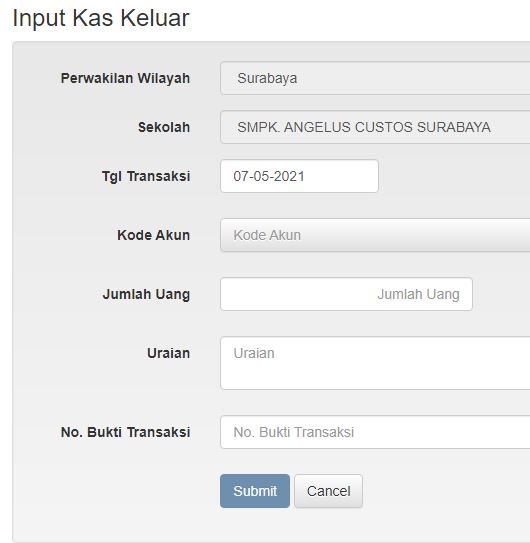 Input Kas Keluar
Perwakilan Wilayah Surabaya
Sekolah SMPK. ANGELUS CUSTOS SURABAYA
Tgl Transaksi 07-05-2021
Kode Akun Kode Akun
Jumlah Uang Jumlah Uang
Uraian Uraian
No. Bukti Transaksi No. Bukti Transaksi
Submit Cancel